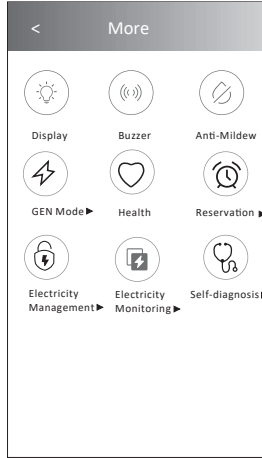 < More
Display Buzzer Anti-Mildew
GEN Mode▶ Health Reservation ▶
Electricity Electricity Self-diagnosis▶
Management▶ Monitoring▶